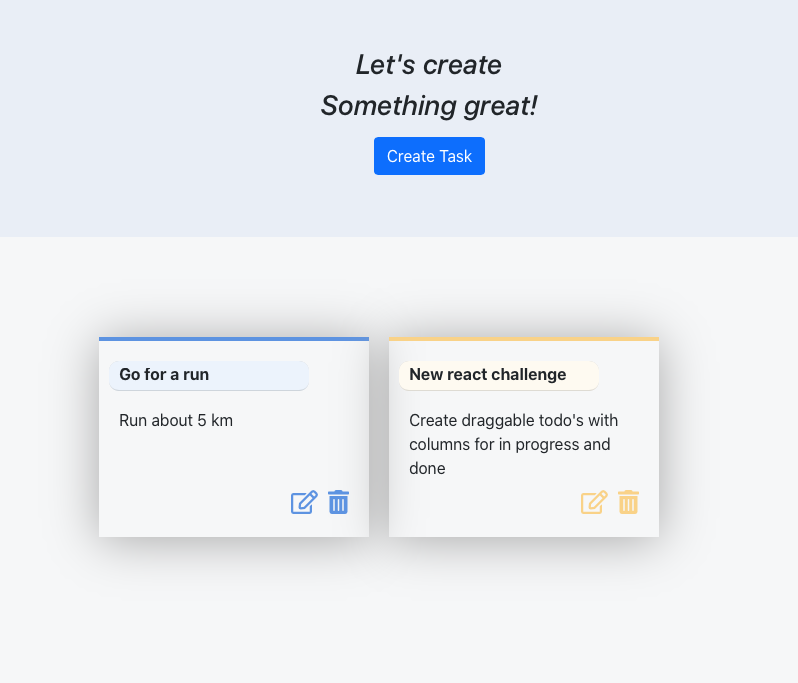 Let's create
Something great!
Create Task
Go for a run
Run about 5 km
New react challenge
Create draggable todo's with
columns for in progress and
done